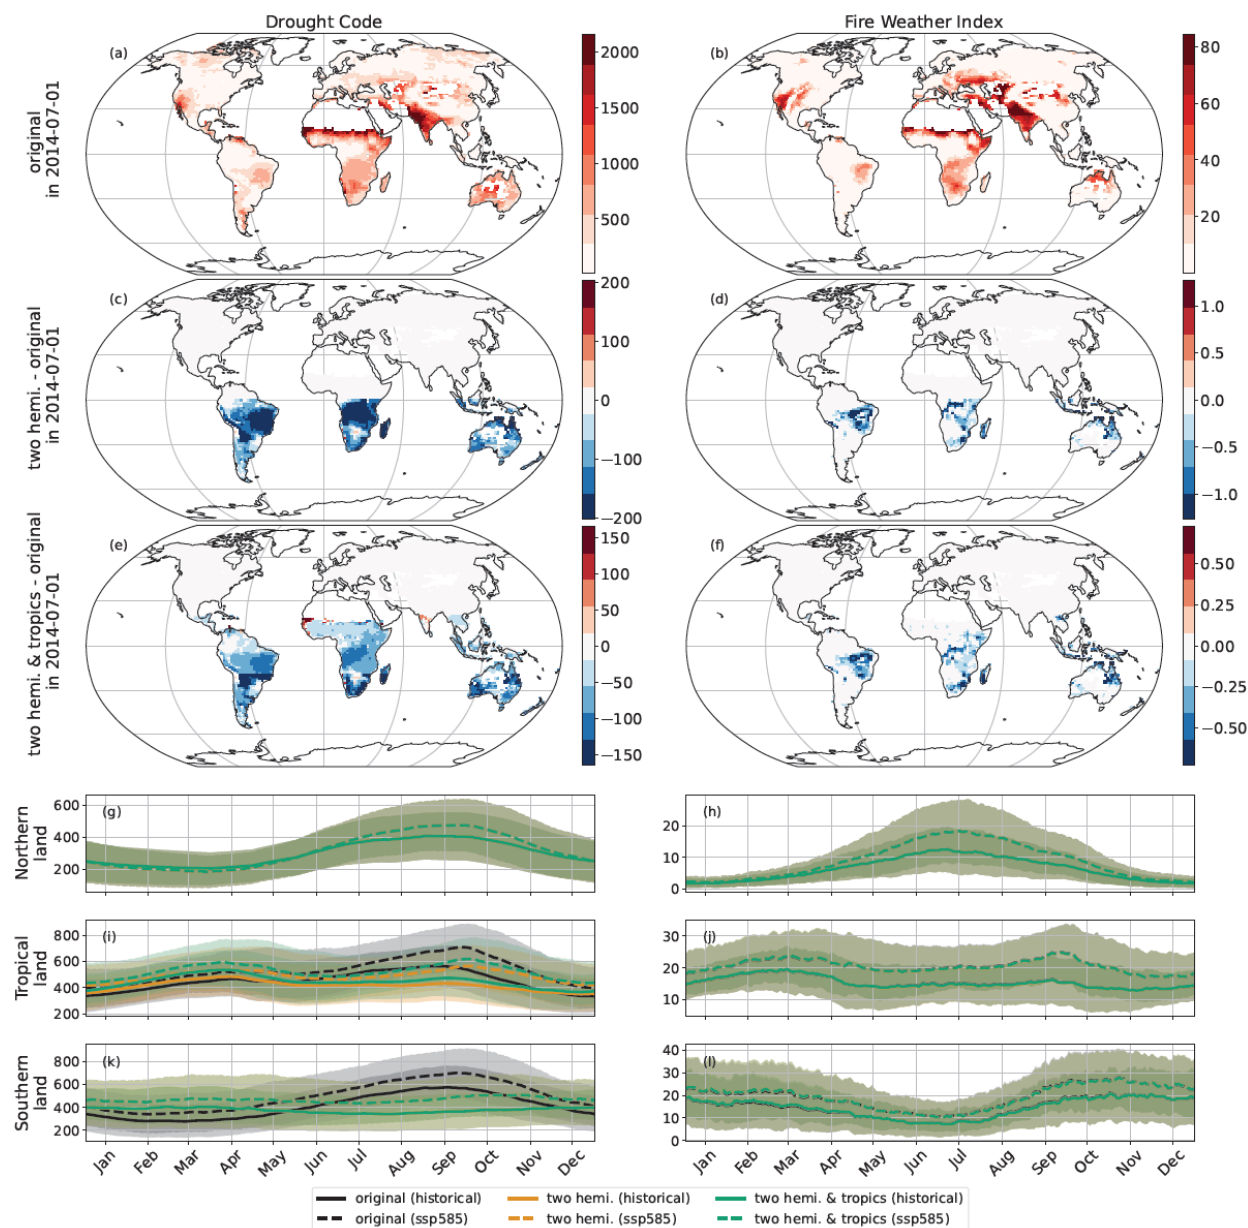 Drought Code
Fire Weather Index
original
in 2014-07-01
(a)
2000
1500
1000
500
(b)
80
60
40
20
two hemi. - original
in 2014-07-01
(c)
200
100
0
−100
−200
(d)
1.0
0.5
0.0
−0.5
−1.0
two hemi. & tropics - original
in 2014-07-01
(e)
150
100
50
0
−50
−100
−150
(f)
0.50
0.25
0.00
−0.25
−0.50
Northern
land
(g)
600
400
200
(h)
20
10
0
Tropical
land
(i)
800
600
400
200
(j)
30
20
10
Southern
land
(k)
800
600
400
200
(l)
40
30
20
10
0
Jan Feb Mar Apr May Jun Jul Aug Sep Oct Nov Dec
Jan Feb Mar Apr May Jun Jul Aug Sep Oct Nov Dec
original (historical) two hemi. (historical) two hemi. & tropics (historical)
original (ssp585) two hemi. (ssp585) two hemi. & tropics (ssp585)